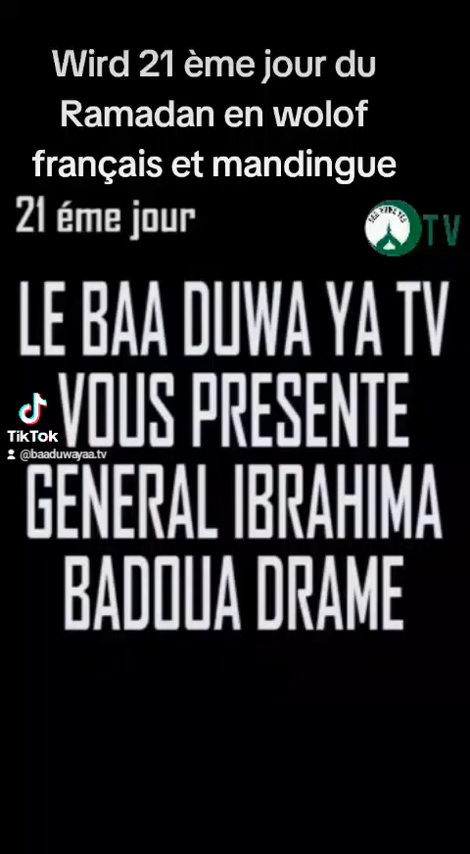 Wird 21 ème jour du
Ramadan en wolof
français et mandingue
21 éme jour
TV
LE BAA DUWA YA TV
VOUS PRESENTE
GENERAL IBRAHIMA
BADOUA DRAME
TikTok
@baaduwayaa.tv